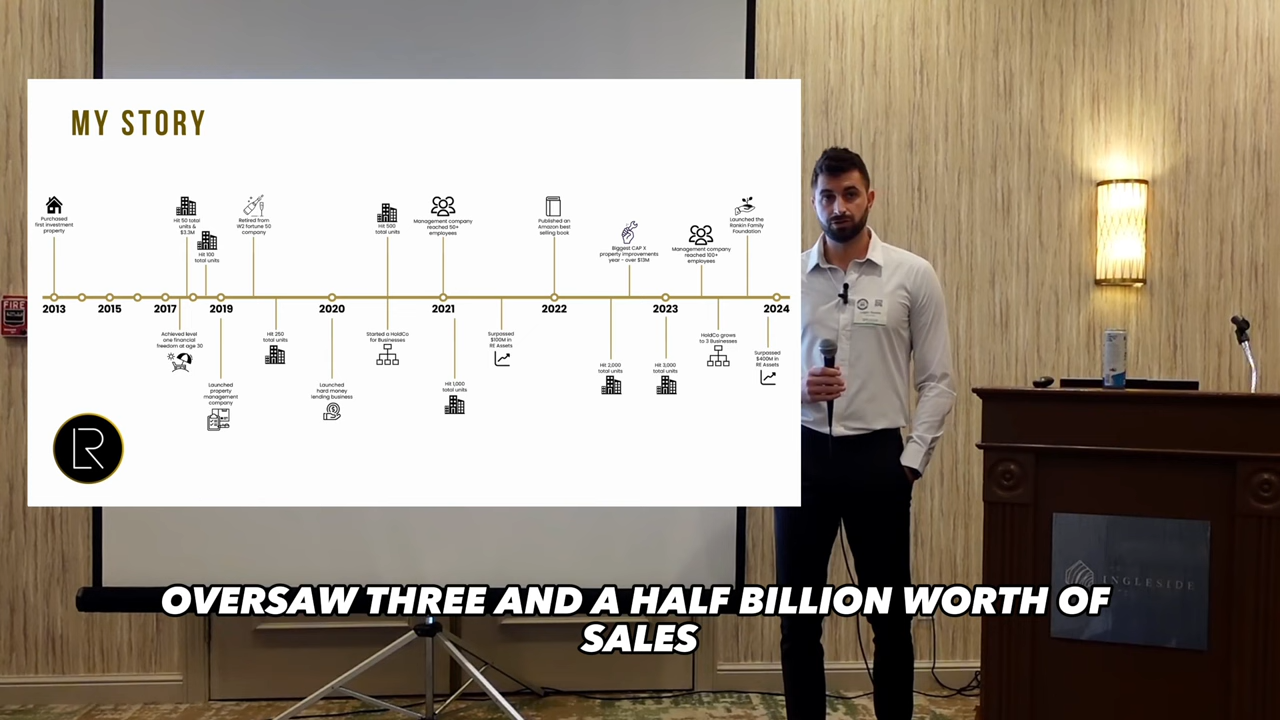 MY STORY
Purchased
first investment
property
Hit 50 total
units &
$3.3M
Hit 100
total units
Retired from
W2 fortune 50
company
Hit 500
total units
Management company
reached 50+
employees
Published an
Amazon best
selling book
Biggest CAP X
property improvements
year - over $13M
Management company
reached 100+
employees
Launched the
Rankin Family
Foundation
2013
2015
2017
2019
2020
2021
2022
2023
2024
Achieved level
one financial
freedom at age 30
Launched
property
management
company
Hit 250
total units
Launched
hard money
lending business
Started a HoldCo
for Businesses
Hit 1,000
total units
Surpassed
$100M in
RE Assets
Hit 2,000
total units
Hit 3,000
total units
HoldCo grows
to 3 Businesses
Surpassed
$400M in
RE Assets
LR
FIRE
INGLESIDE
OVERSAW THREE AND A HALF BILLION WORTH OF
SALES